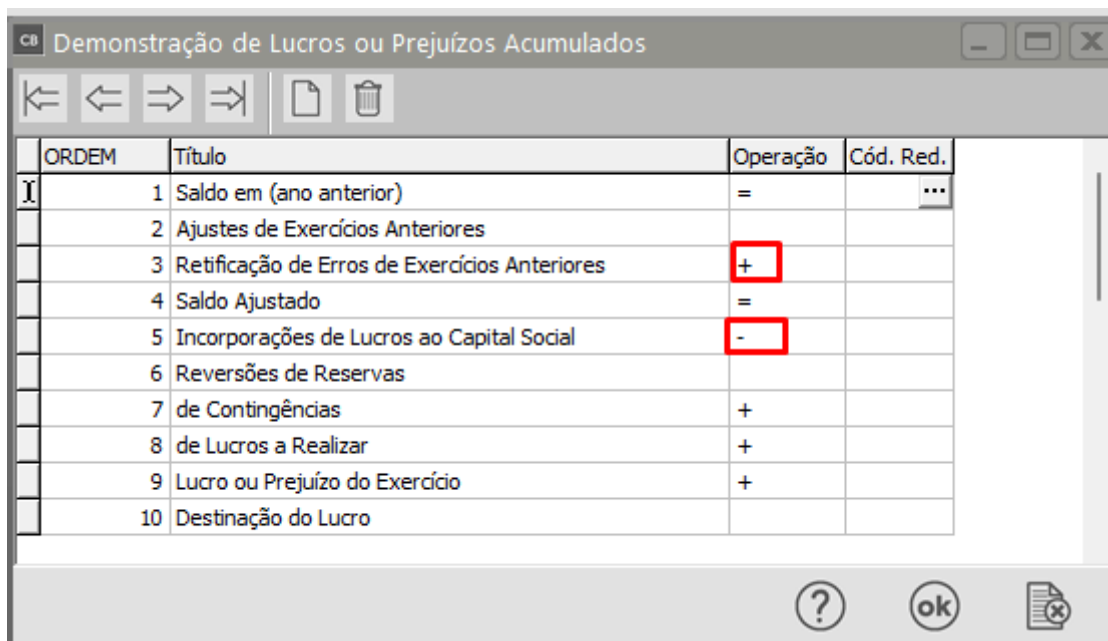 CB Demonstração de Lucros ou Prejuízos Acumulados
ORDEM Título Operação Cód. Red.
1 Saldo em (ano anterior) = ...
2 Ajustes de Exercícios Anteriores
3 Retificação de Erros de Exercícios Anteriores +
4 Saldo Ajustado =
5 Incorporações de Lucros ao Capital Social -
6 Reversões de Reservas
7 de Contingências +
8 de Lucros a Realizar +
9 Lucro ou Prejuízo do Exercício +
10 Destinação do Lucro
? ok